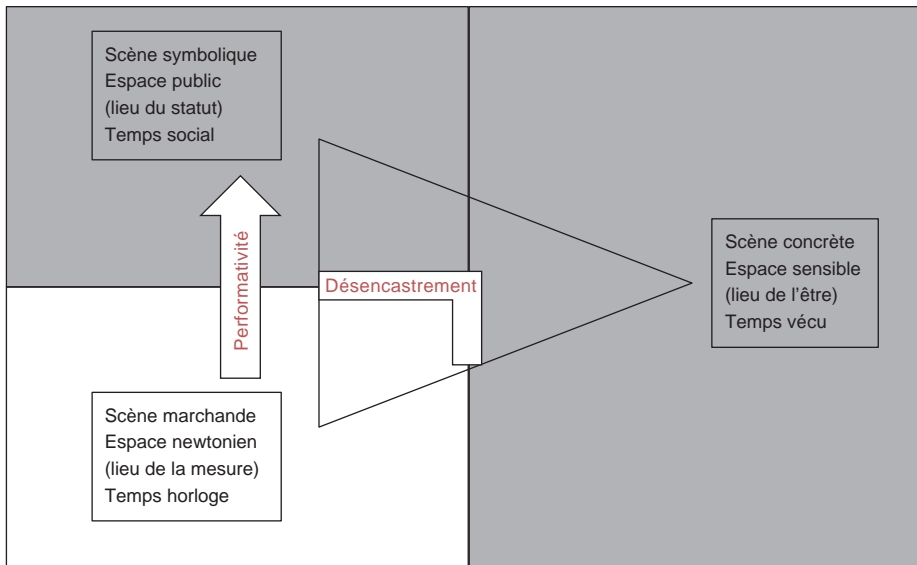 Scène symbolique
Espace public
(lieu du statut)
Temps social
Performativité
Désencastrement
Scène concrète
Espace sensible
(lieu de l'être)
Temps vécu
Scène marchande
Espace newtonien
(lieu de la mesure)
Temps horloge